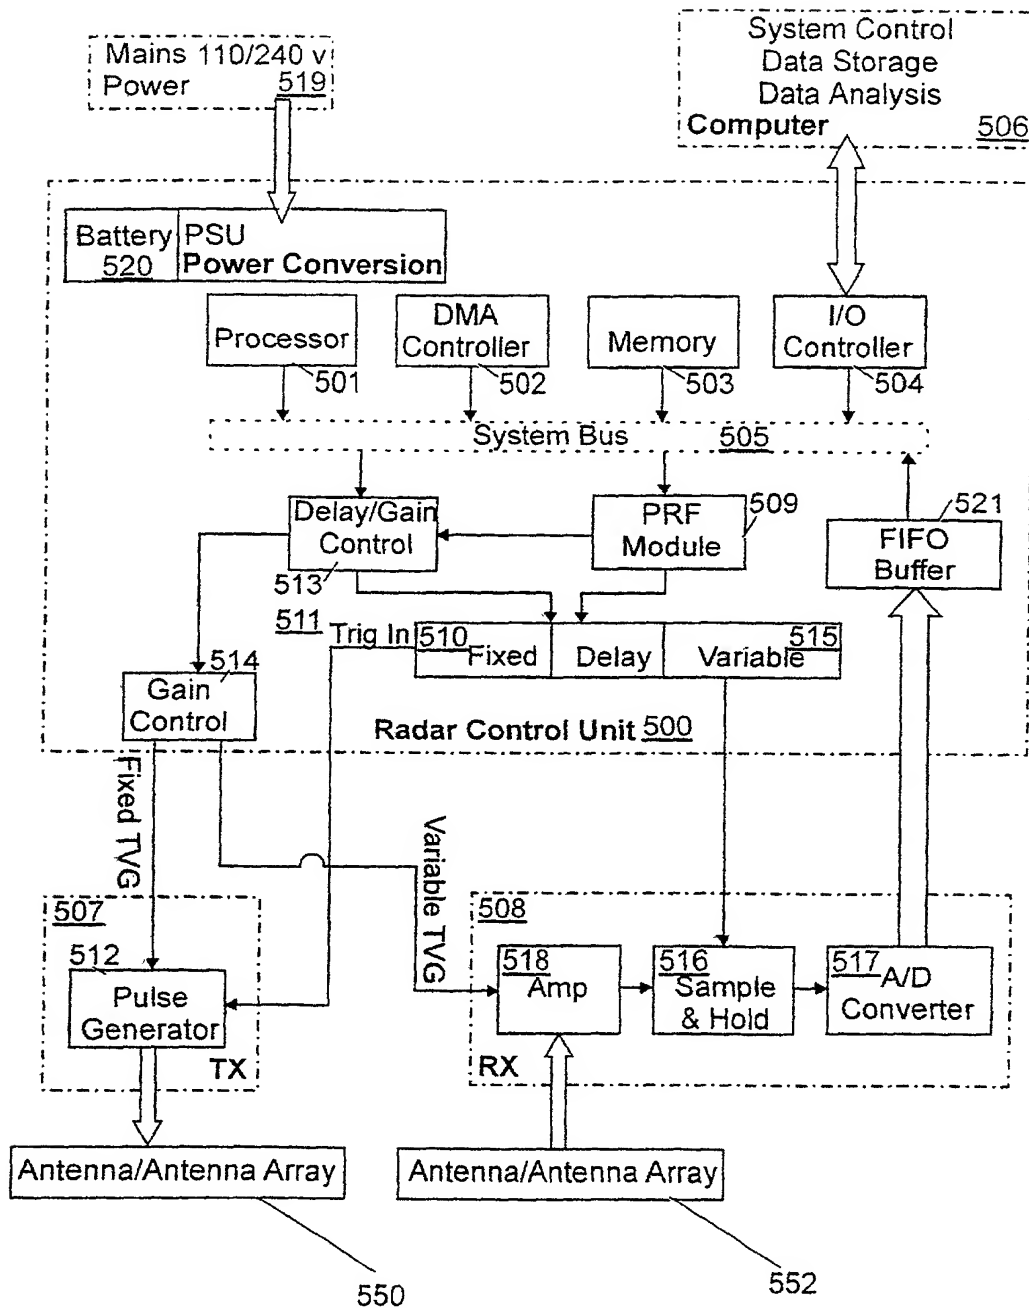 Mains 110/240 v
Power 519
System Control
Data Storage
Data Analysis
Computer 506
Battery
520
PSU
Power Conversion
Processor
501
DMA
Controller
502
Memory
503
I/O
Controller
504
System Bus 505
Delay/Gain
Control
513
PRF
Module
509
521
FIFO
Buffer
511
Trig In
510
Fixed
Delay
515
Variable
514
Gain
Control
Radar Control Unit 500
Fixed TVG
Variable TVG
507
512
Pulse
Generator
TX
508
518
Amp
516
Sample
& Hold
517
A/D
Converter
RX
Antenna/Antenna Array
Antenna/Antenna Array
550
552